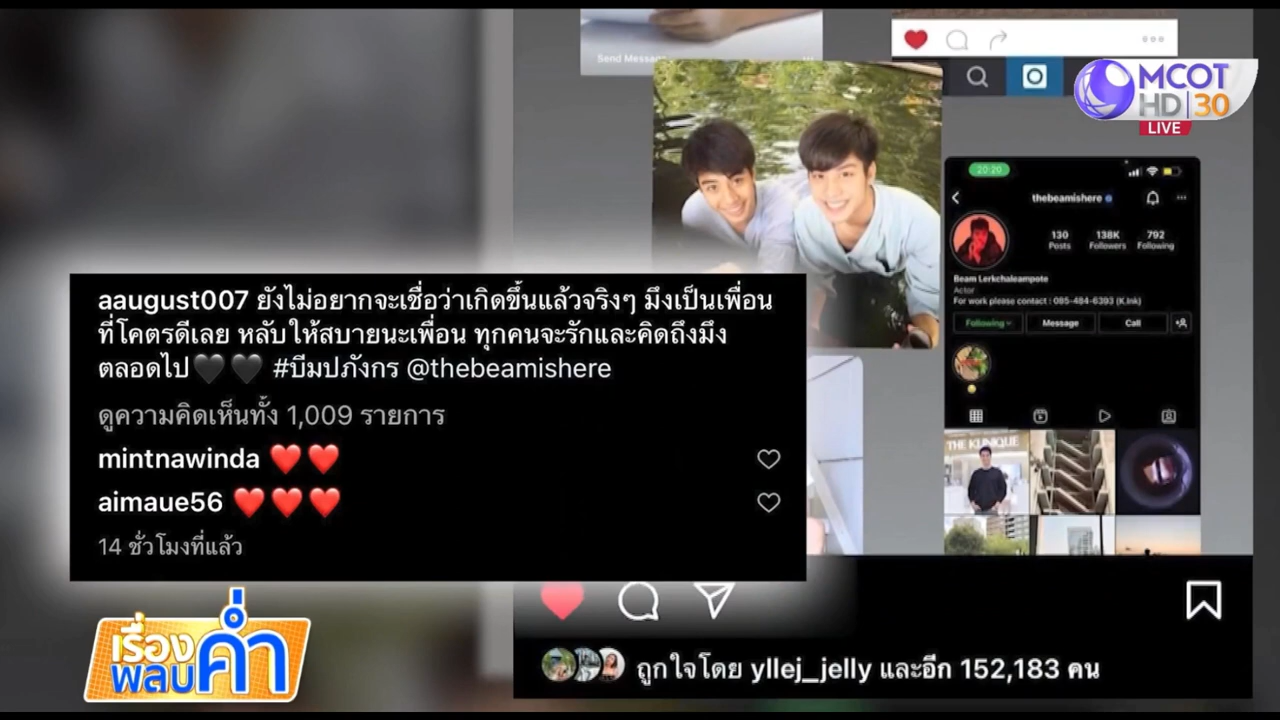 Send Message
MCOT
HD 30
LIVE
20:20
thebeamishere
130
138K
792
Posts
Followers
Following
Beam Lerkchaleampote
Actor
For work please contact : 085-484-6393 (K.Ink)
Following
Message
Call
THE KLINIQUE
aaugust007 ยังไม่อยากจะเชื่อว่าเกิดขึ้นแล้วจริงๆ มึงเป็นเพื่อน
ที่โคตรดีเลย หลับให้สบายนะเพื่อน ทุกคนจะรักและคิดถึงมึง
ตลอดไป🖤🖤 #บีมปภังกร @thebeamishere
ดูความคิดเห็นทั้ง 1,009 รายการ
mintnawinda ❤️❤️
aimaue56 ❤️❤️❤️
14 ชั่วโมงที่แล้ว
เรื่อง
พลบ
ค่ำ
ถูกใจโดย yllej_jelly และอีก 152,183 คน